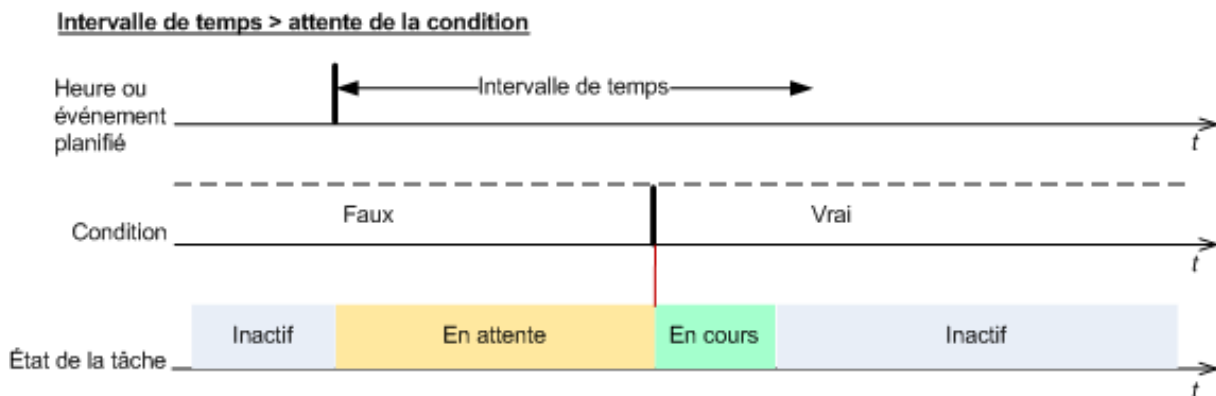 Intervalle de temps > attente de la condition
Heure ou
événement
planifié
Intervalle de temps
t
Faux
Vrai
Condition
t
Inactif
En attente
En cours
Inactif
État de la tâche
t